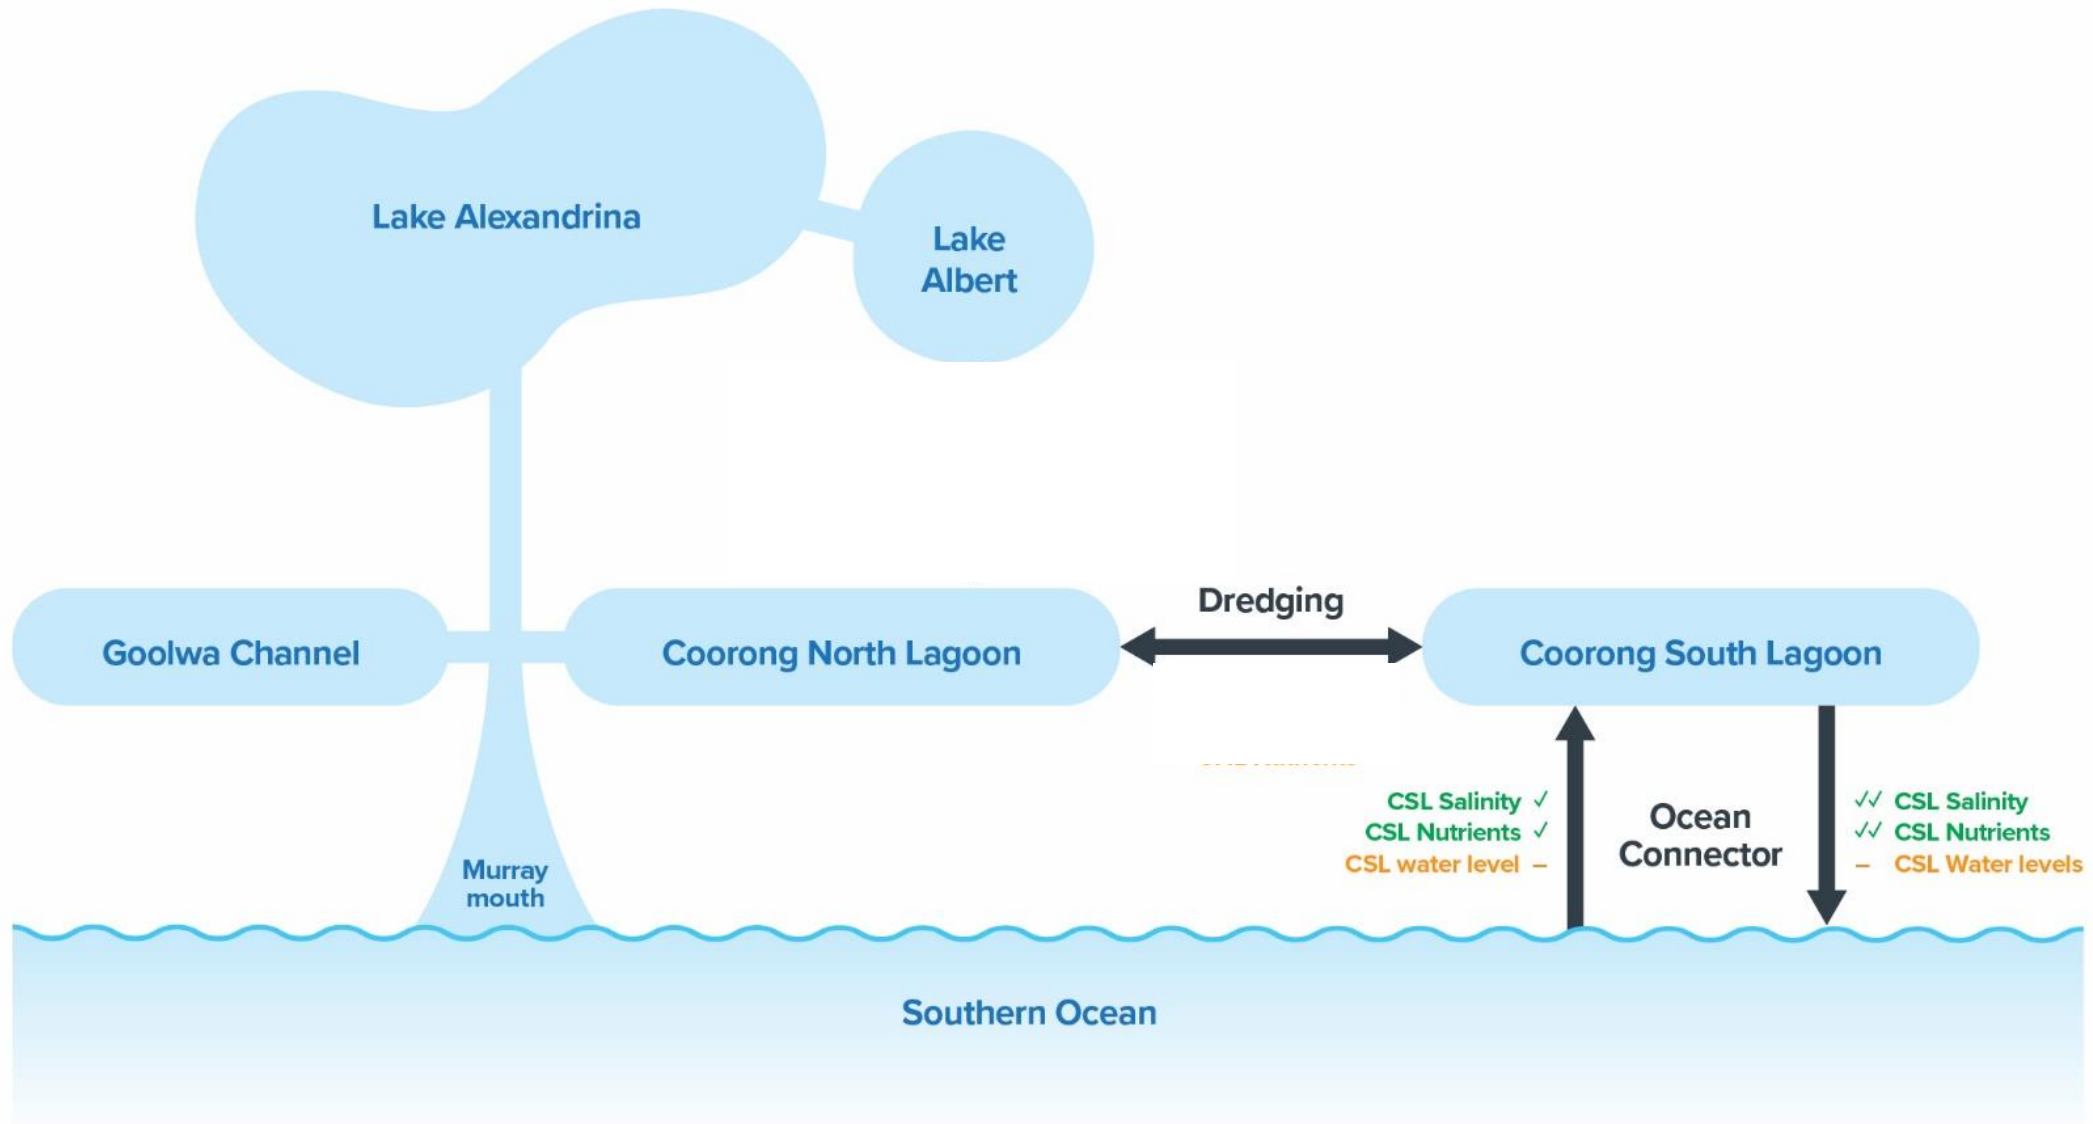 Lake Alexandrina
Lake
Albert
Dredging
Goolwa Channel
Coorong North Lagoon
Coorong South Lagoon
CSL Salinity ✓
CSL Nutrients ✓
CSL water level –
Ocean
Connector
✓✓ CSL Salinity
✓✓ CSL Nutrients
– CSL Water levels
Murray
mouth
Southern Ocean